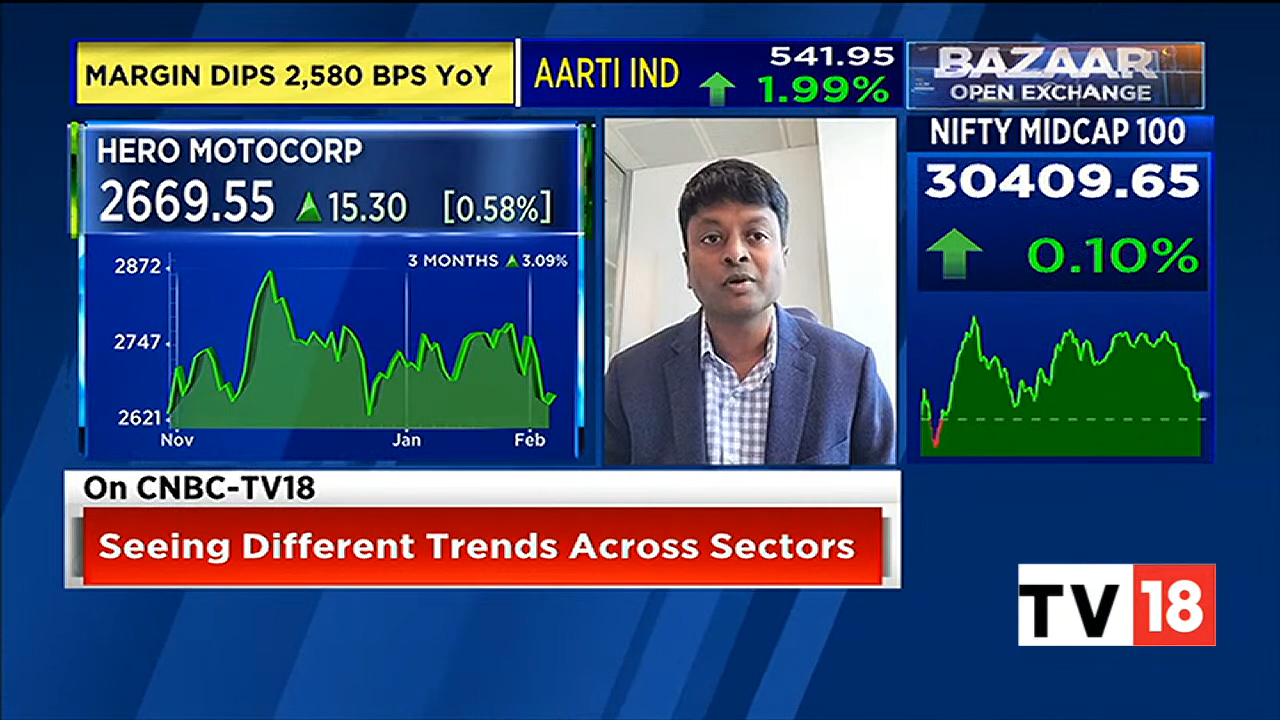 MARGIN DIPS 2,580 BPS YoY
AARTI IND
541.95
1.99%
BAZAAR
OPEN EXCHANGE
HERO MOTOCORP
2669.55 15.30 [0.58%]
3 MONTHS 3.09%
2872
2747
2621
Nov Jan Feb
NIFTY MIDCAP 100
30409.65
0.10%
On CNBC-TV18
Seeing Different Trends Across Sectors
TV18